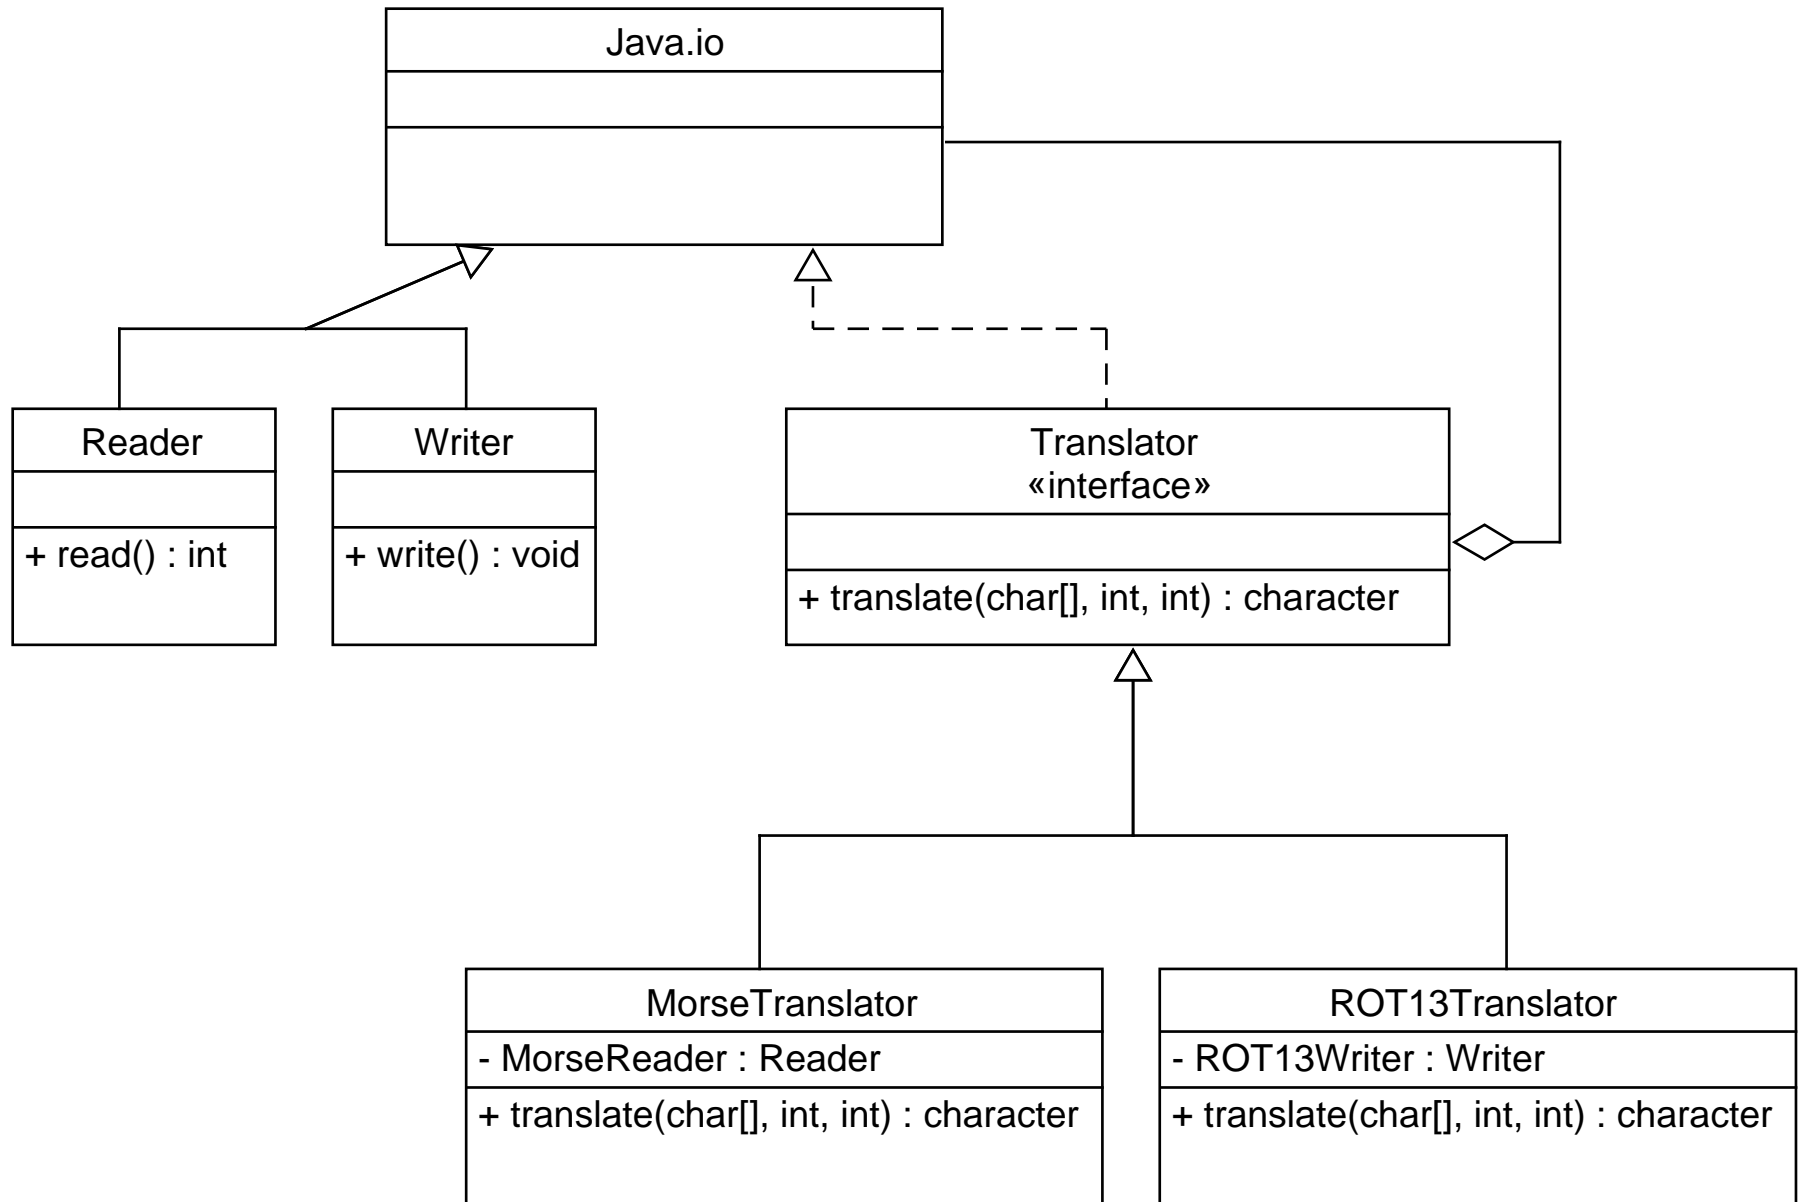 Java.io
Reader
+ read() : int
Writer
+ write() : void
Translator
«interface»
+ translate(char[], int, int) : character
MorseTranslator
- MorseReader : Reader
+ translate(char[], int, int) : character
ROT13Translator
- ROT13Writer : Writer
+ translate(char[], int, int) : character